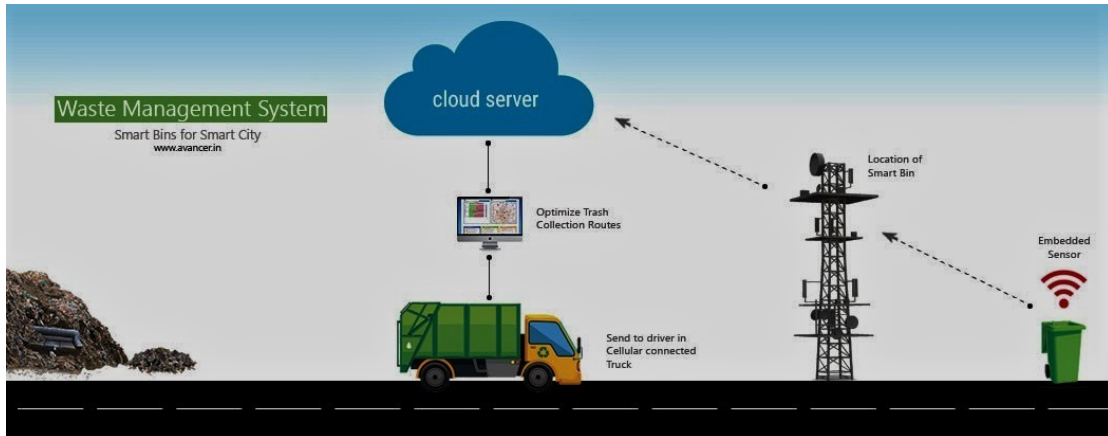 Waste Management System
Smart Bins for Smart City
www.avancer.in
cloud server
Optimize Trash
Collection Routes
Send to driver in
Cellular connected
Truck
Location of
Smart Bin
Embedded
Sensor